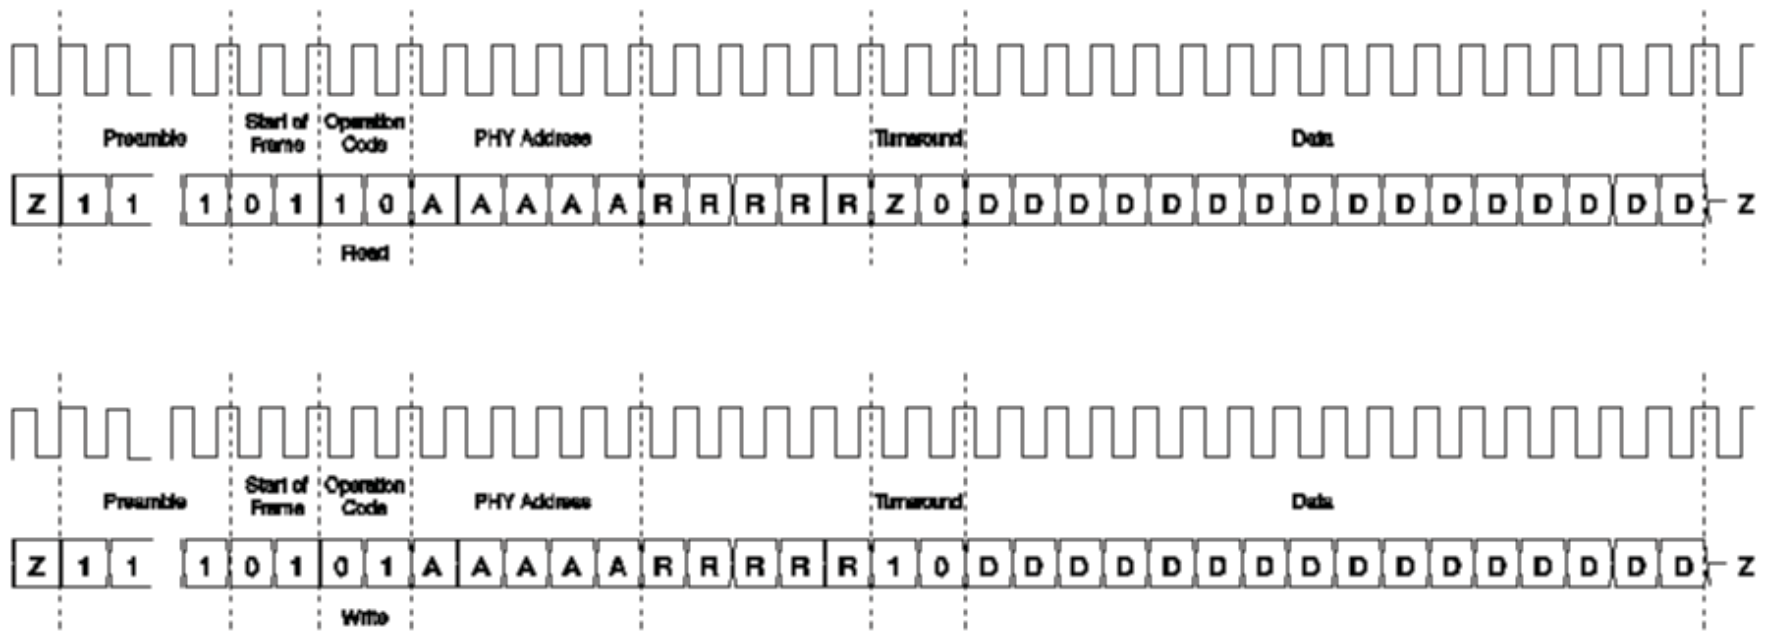 Start of Operation
Preamble Frame Code PHY Address Turnaround Data
Z 1 1 1 0 1 1 0 A A A A A R R R R R Z 0 D D D D D D D D D D D D D D D D Z
Read
Start of Operation
Preamble Frame Code PHY Address Turnaround Data
Z 1 1 1 0 1 0 1 A A A A A R R R R R 1 0 D D D D D D D D D D D D D D D D Z
Write